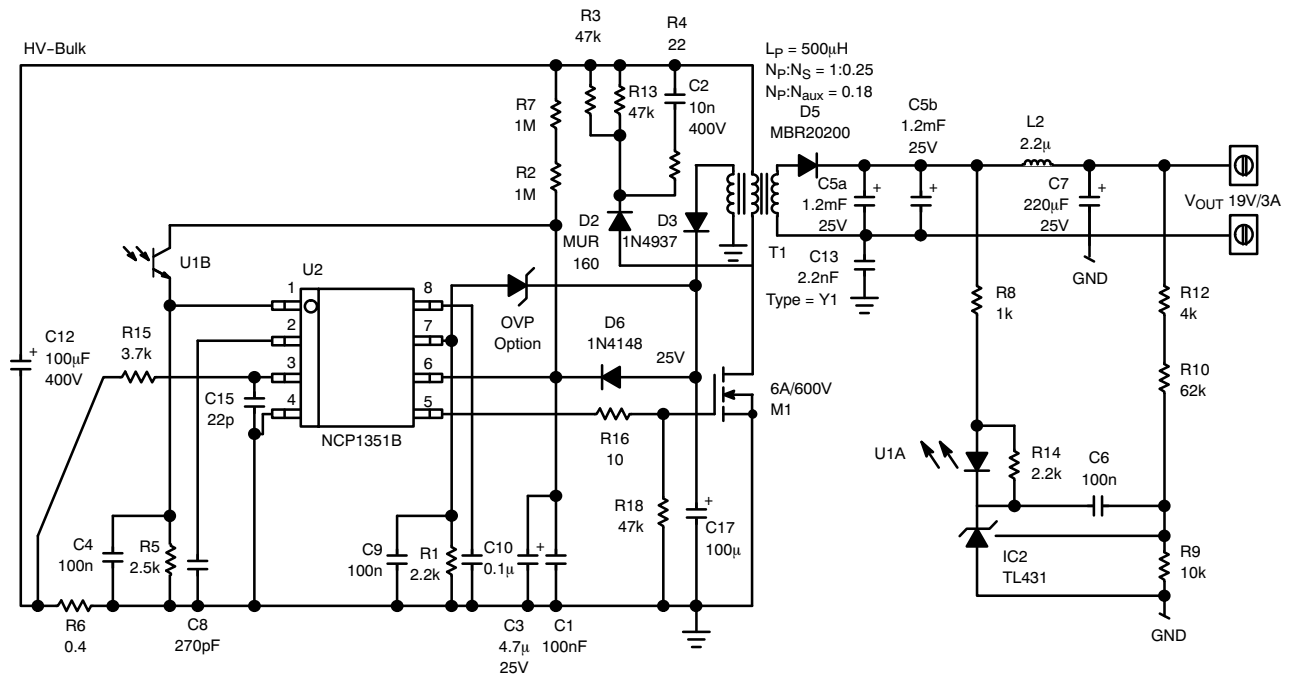 HV–Bulk
R3
47k
R4
22
R13
47k
C2
10n
400V
R7
1M
R2
1M
LP = 500μH
NP:NS = 1:0.25
NP:Naux = 0.18
D5
MBR20200
C5b
1.2mF
25V
L2
2.2μ
C5a
1.2mF
25V
C7
220μF
25V
VOUT 19V/3A
GND
D2
MUR
160
1N4937
D3
T1
C13
2.2nF
Type = Y1
U1B
U2
1
2
3
4
8
7
6
5
NCP1351B
OVP
Option
D6
1N4148
25V
R8
1k
R12
4k
R10
62k
C12
100μF
400V
R15
3.7k
C15
22p
6A/600V
M1
R16
10
U1A
R14
2.2k
C6
100n
R18
47k
C17
100μ
C4
100n
R5
2.5k
C9
100n
R1
2.2k
C10
0.1μ
IC2
TL431
R9
10k
GND
R6
0.4
C8
270pF
C3
4.7μ
25V
C1
100nF